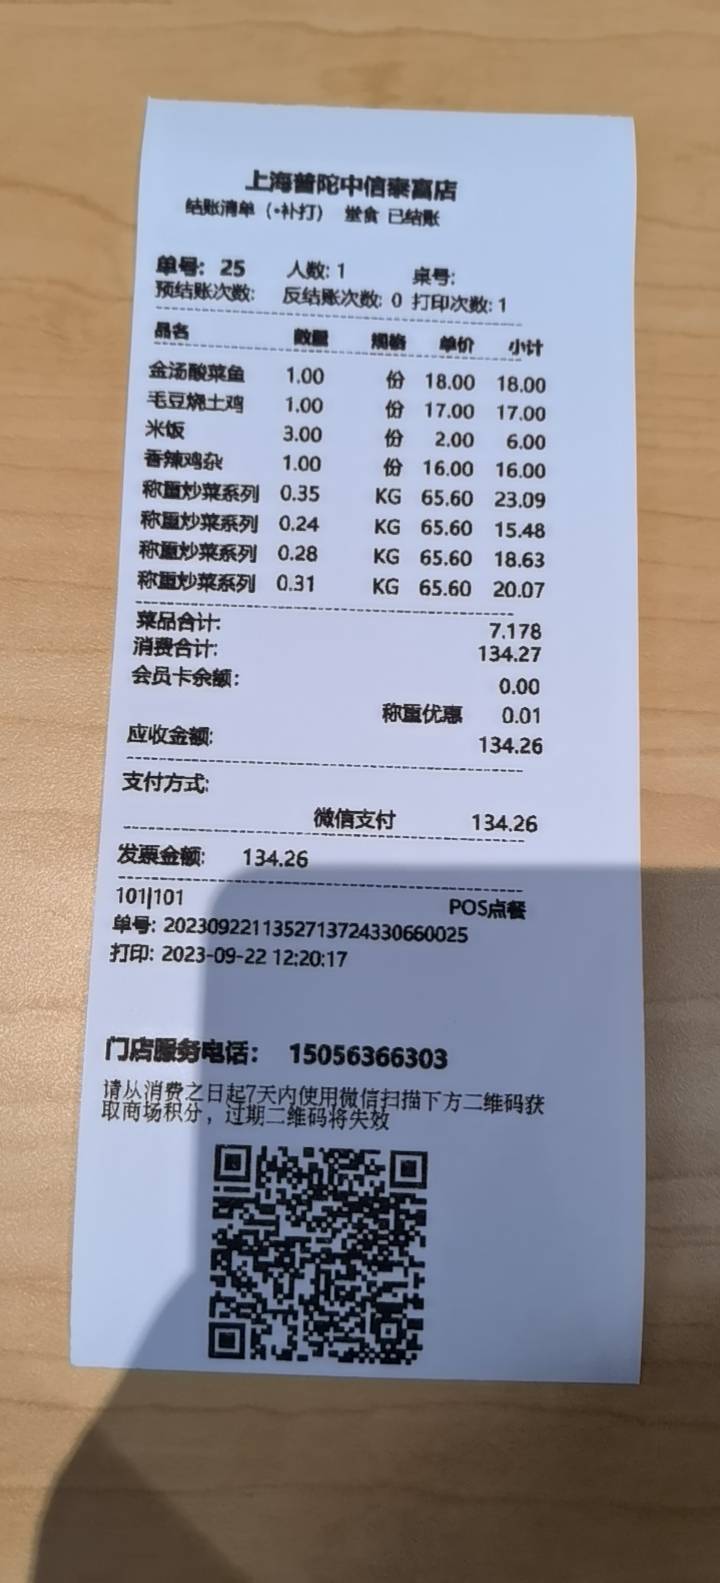 上海普陀中信泰富店
结账清单（*补打） 堂食 已结账
单号: 25 人数: 1 桌号:
预结账次数: 反结账次数: 0 打印次数: 1
品名 数量 规格 单价 小计
金汤酸菜鱼 1.00 份 18.00 18.00
毛豆烧土鸡 1.00 份 17.00 17.00
米饭 3.00 份 2.00 6.00
香辣鸡杂 1.00 份 16.00 16.00
称重炒菜系列 0.35 KG 65.60 23.09
称重炒菜系列 0.24 KG 65.60 15.48
称重炒菜系列 0.28 KG 65.60 18.63
称重炒菜系列 0.31 KG 65.60 20.07
菜品合计: 7.178
消费合计: 134.27
会员卡余额: 0.00
称重优惠 0.01
应收金额: 134.26
支付方式:
微信支付 134.26
发票金额: 134.26
101|101 POS点餐
单号: 2023092211352713724330660025
打印: 2023-09-22 12:20:17
门店服务电话: 15056366303
请从消费之日起7天内使用微信扫描下方二维码获
取商场积分，过期二维码将失效